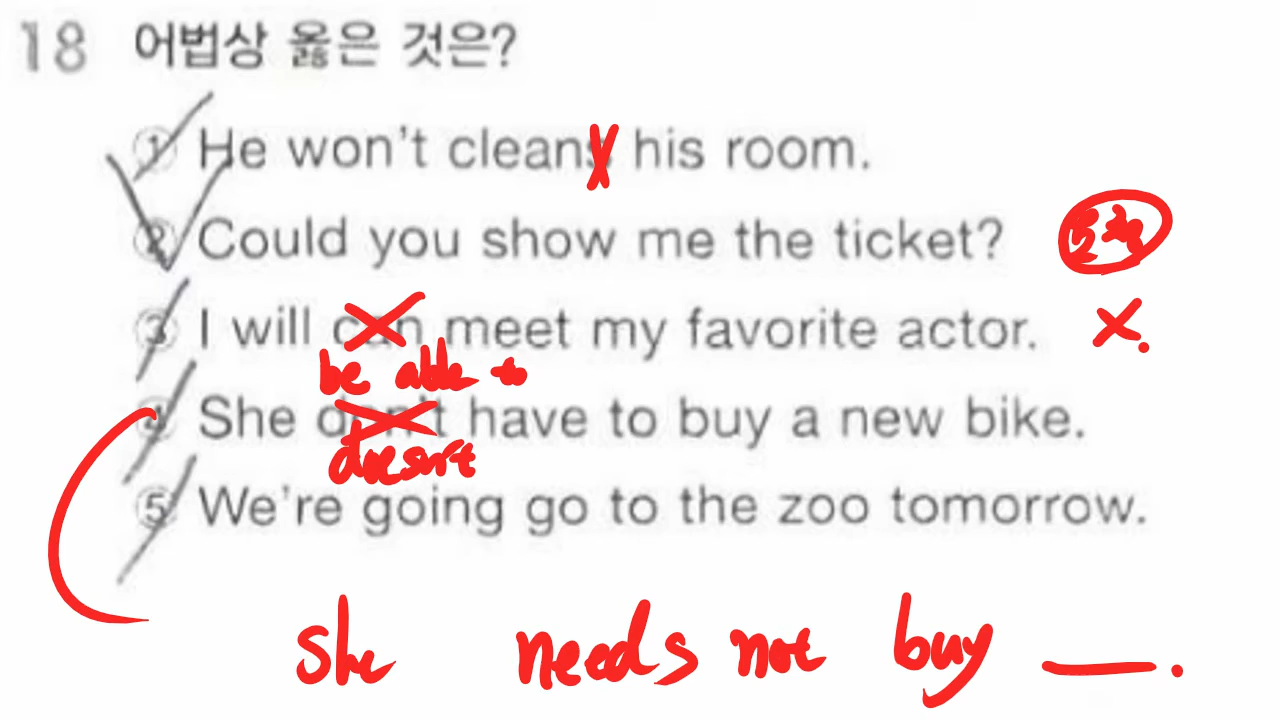 18 어법상 옳은 것은?
① He won't cleans his room.
② Could you show me the ticket?
③ I will can meet my favorite actor.
be able to
④ She don't have to buy a new bike.
doesn't
⑤ We're going go to the zoo tomorrow.
she needs not buy